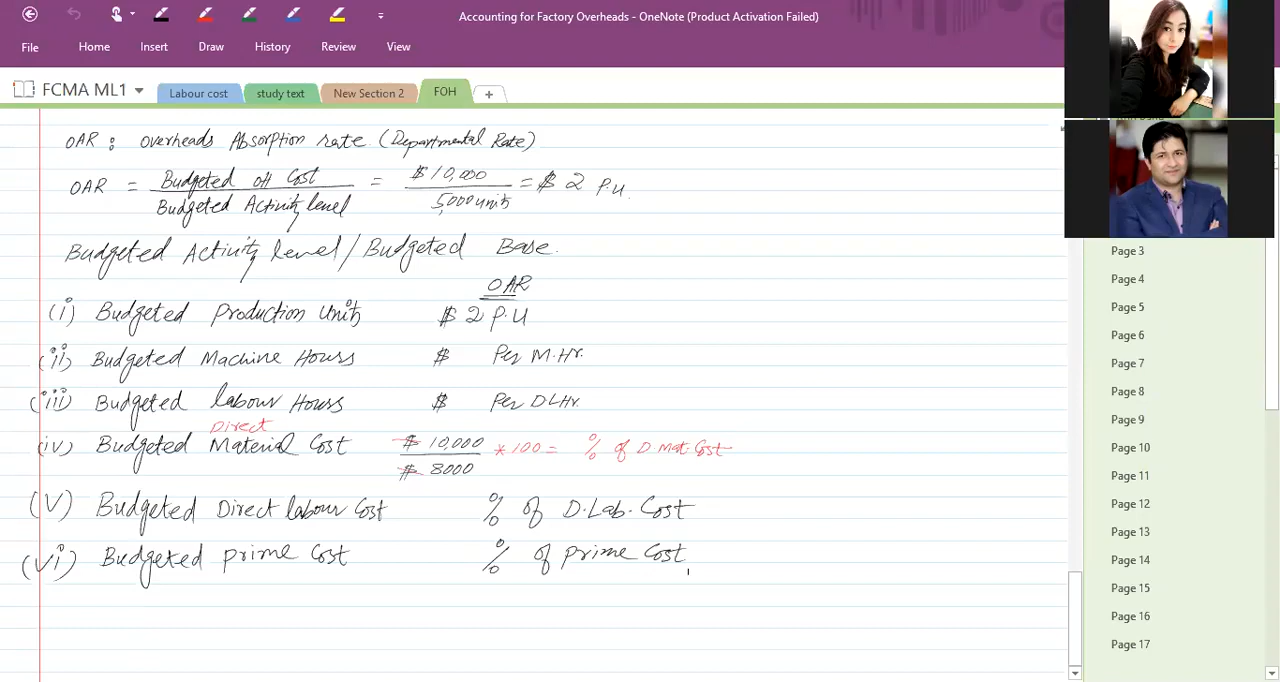 Accounting for Factory Overheads - OneNote (Product Activation Failed)
File Home Insert Draw History Review View
FCMA ML1 Labour cost study text New Section 2 FOH +
OAR : Overheads Absorption rate (Departmental Rate)
OAR = Budgeted OH Cost / Budgeted Activity level = $ 10,000 / 5,000 units = $ 2 P.U.
Budgeted Activity level / Budgeted Base.
OAR
(i) Budgeted Production Units $ 2 P.U
(ii) Budgeted Machine Hours $ Per M.Hr.
(iii) Budgeted labour Hours $ Per DLHr.
Direct
(iv) Budgeted Material Cost $ 10,000 / $ 8000 * 100 = % of D.Mat.Cost
(V) Budgeted Direct labour Cost % of D.Lab.Cost
(Vi) Budgeted prime Cost % of prime Cost
Page 3
Page 4
Page 5
Page 6
Page 7
Page 8
Page 9
Page 10
Page 11
Page 12
Page 13
Page 14
Page 15
Page 16
Page 17